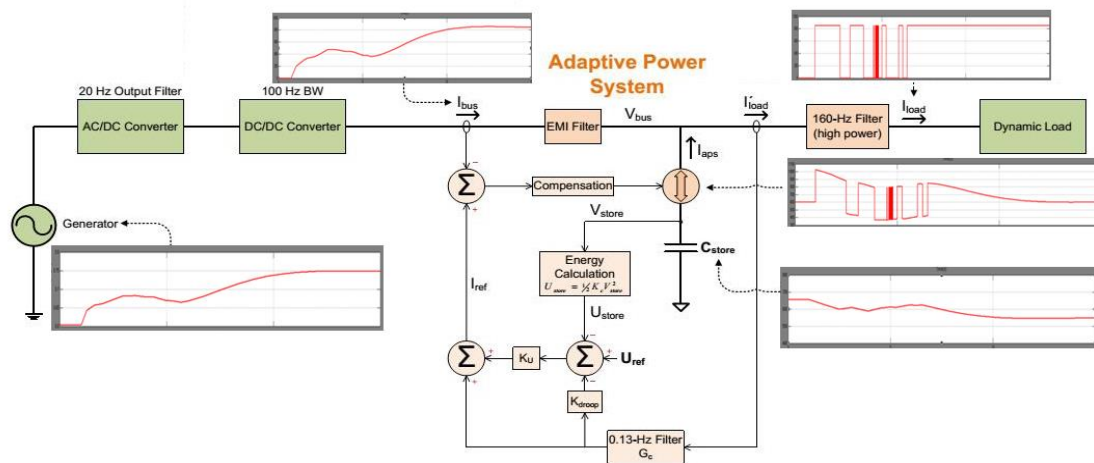 Adaptive Power
System
20 Hz Output Filter
AC/DC Converter
100 Hz BW
DC/DC Converter
I_bus
EMI Filter
V_bus
I'_load
160-Hz Filter
(high power)
I_load
Dynamic Load
I_aps
Σ
Compensation
V_store
C_store
Generator
Energy
Calculation
U_store = ½ K_c V²_store
I_ref
U_store
Σ
K_U
Σ
U_ref
K_droop
0.13-Hz Filter
G_c